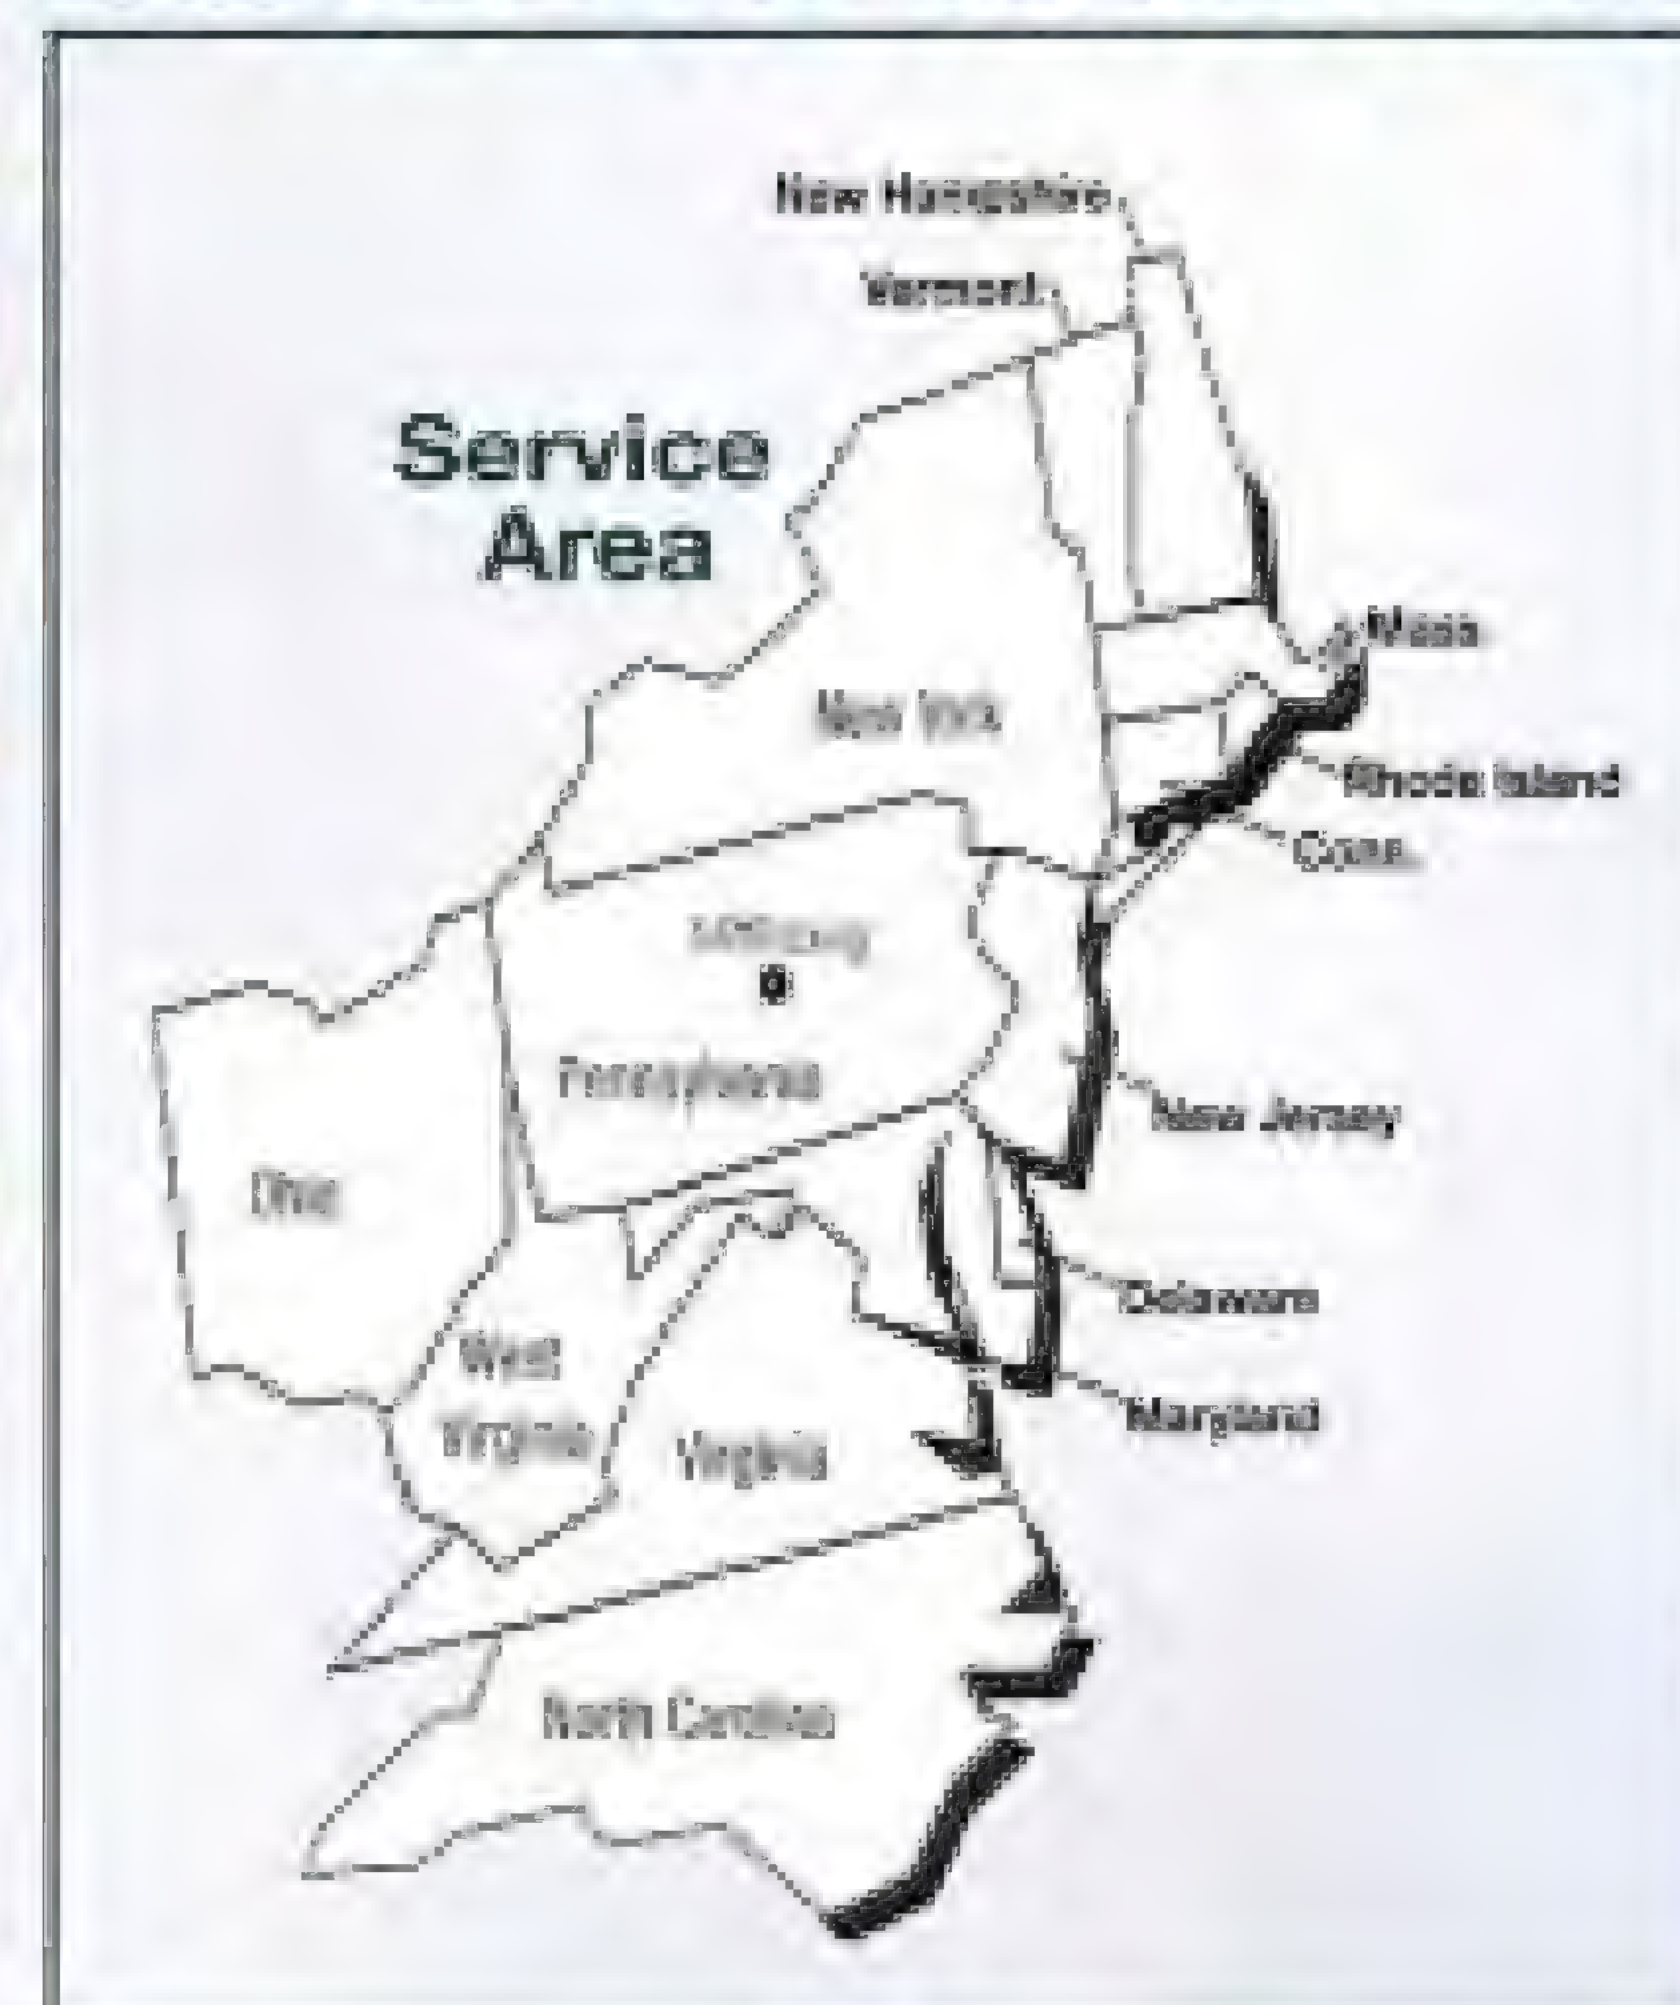 New Hampshire
Vermont
Service
Area
Mass
New York
Rhode Island
Conn
Pennsylvania
New Jersey
Ohio
Delaware
West
Virginia
Maryland
Virginia
North Carolina